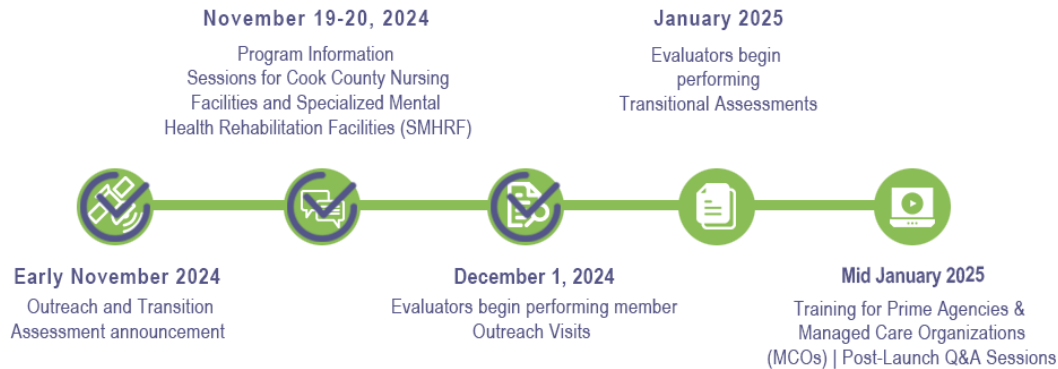 November 19-20, 2024
Program Information
Sessions for Cook County Nursing
Facilities and Specialized Mental
Health Rehabilitation Facilities (SMHRF)
January 2025
Evaluators begin
performing
Transitional Assessments
Early November 2024
Outreach and Transition
Assessment announcement
December 1, 2024
Evaluators begin performing member
Outreach Visits
Mid January 2025
Training for Prime Agencies &
Managed Care Organizations
(MCOs) | Post-Launch Q&A Sessions